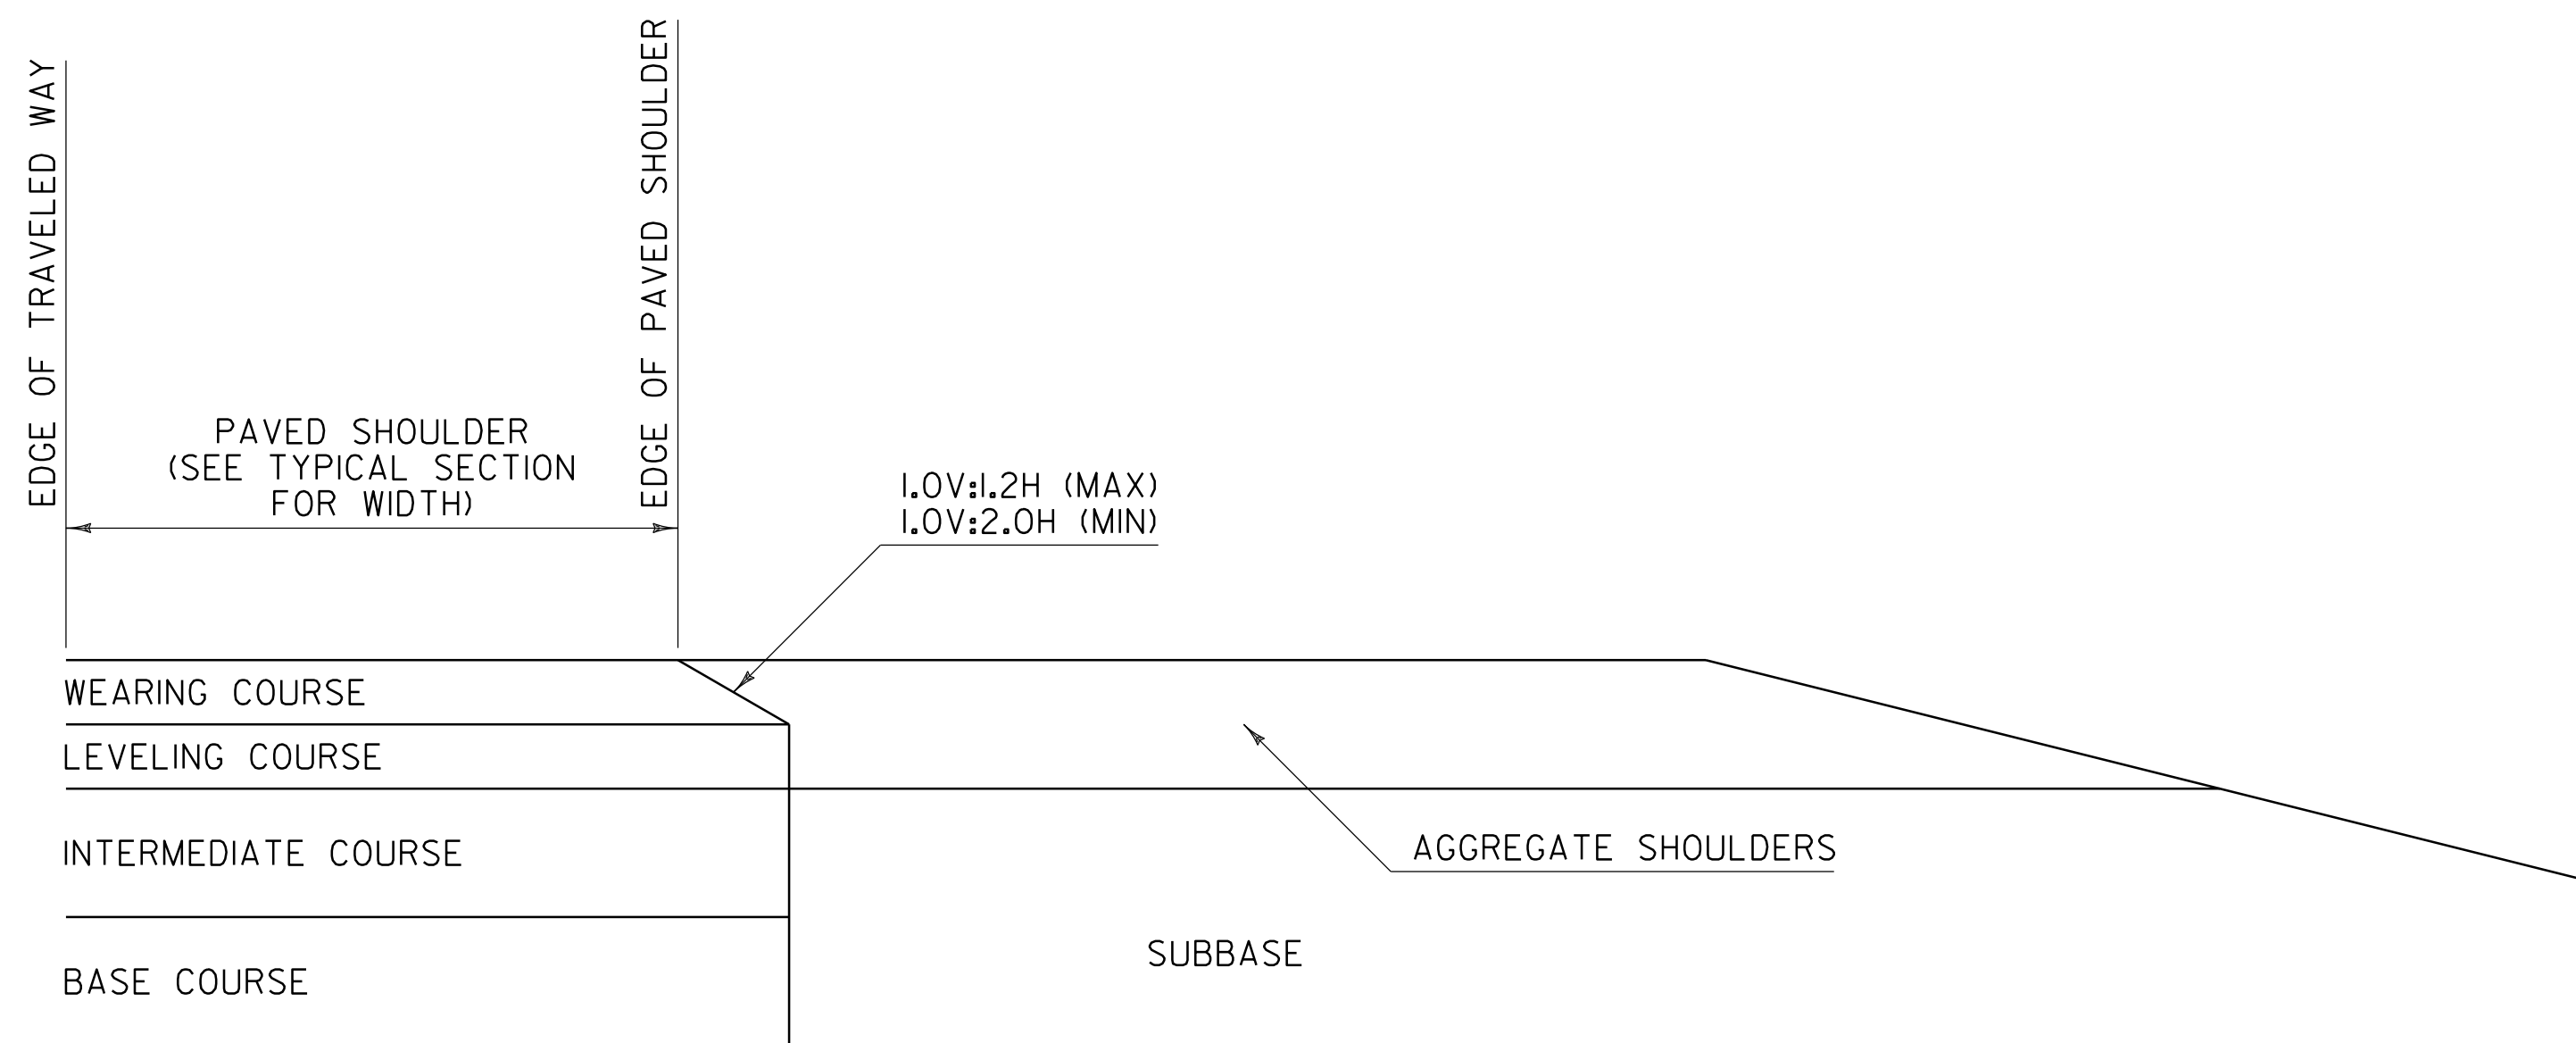 EDGE OF TRAVELED WAY
EDGE OF PAVED SHOULDER
PAVED SHOULDER
(SEE TYPICAL SECTION
FOR WIDTH)
1.0V:1.2H (MAX)
1.0V:2.0H (MIN)
WEARING COURSE
LEVELING COURSE
INTERMEDIATE COURSE
AGGREGATE SHOULDERS
SUBBASE
BASE COURSE